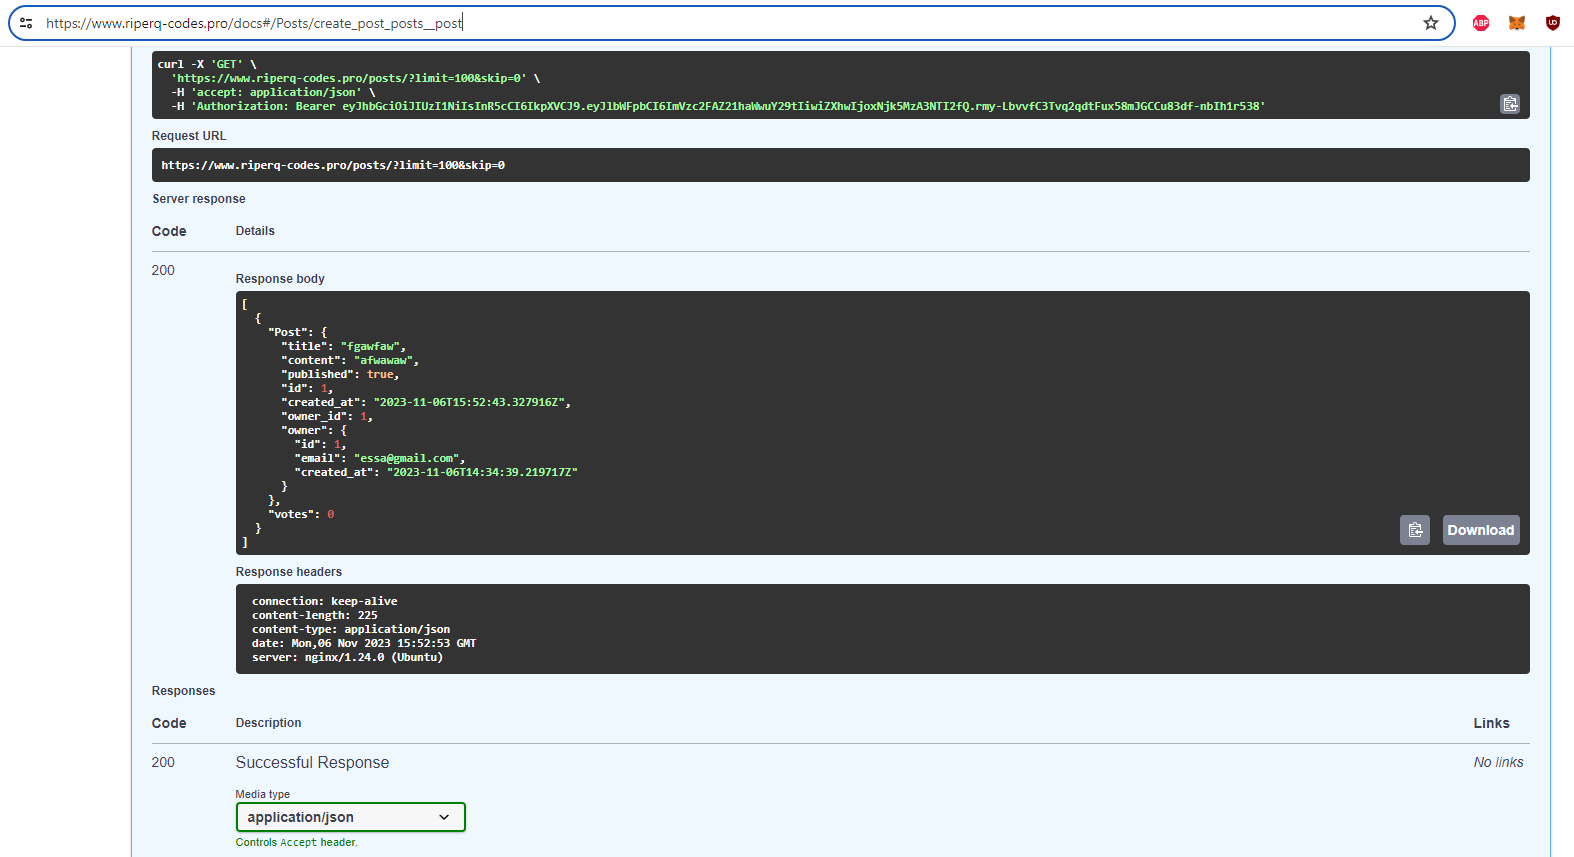 https://www.riperq-codes.pro/docs#/Posts/create_post_posts__post
ABP
curl -X 'GET' \
'https://www.riperq-codes.pro/posts/?limit=100&skip=0' \
-H 'accept: application/json' \
-H 'Authorization: Bearer eyJhbGciOiJIUzI1NiIsInR5cCI6IkpXVCJ9.eyJlbWFpbCI6ImVzc2FAZ21haWwuY29tIiwiZXhwIjoxNjk5MzA3NTI2fQ.rmy-LbvvfC3Tvq2qdtFux58mJGCCu83df-nbIh1r538'
Request URL
https://www.riperq-codes.pro/posts/?limit=100&skip=0
Server response
Code Details
200
Response body
[
{
"Post": {
"title": "fgawfaw",
"content": "afwawaw",
"published": true,
"id": 1,
"created_at": "2023-11-06T15:52:43.327916Z",
"owner_id": 1,
"owner": {
"id": 1,
"email": "essa@gmail.com",
"created_at": "2023-11-06T14:34:39.219717Z"
}
},
"votes": 0
}
]
Download
Response headers
connection: keep-alive
content-length: 225
content-type: application/json
date: Mon,06 Nov 2023 15:52:53 GMT
server: nginx/1.24.0 (Ubuntu)
Responses
Code Description Links
200 Successful Response No links
Media type
application/json
Controls Accept header.